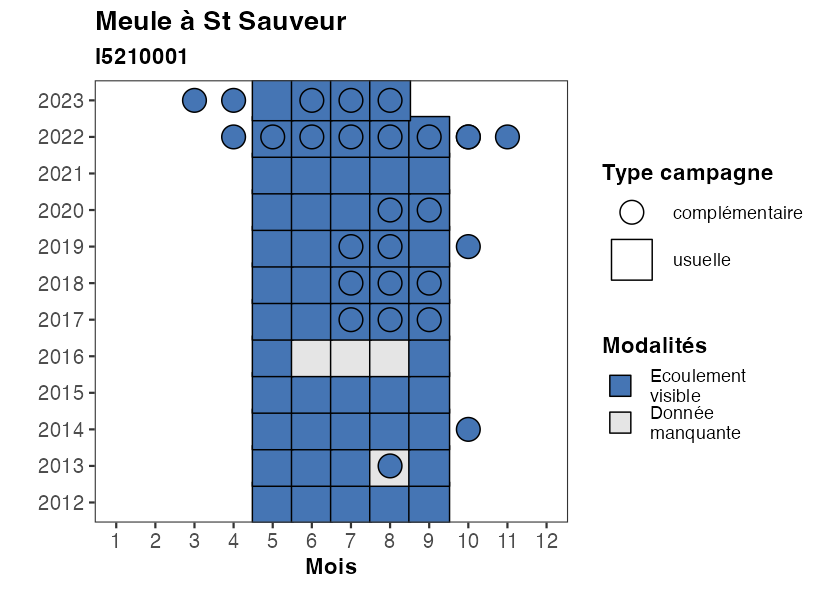 Meule à St Sauveur
I5210001
2023
2022
2021
2020
2019
2018
2017
2016
2015
2014
2013
2012
1 2 3 4 5 6 7 8 9 10 11 12
Mois
Type campagne
complémentaire
usuelle
Modalités
Ecoulement
visible
Donnée
manquante